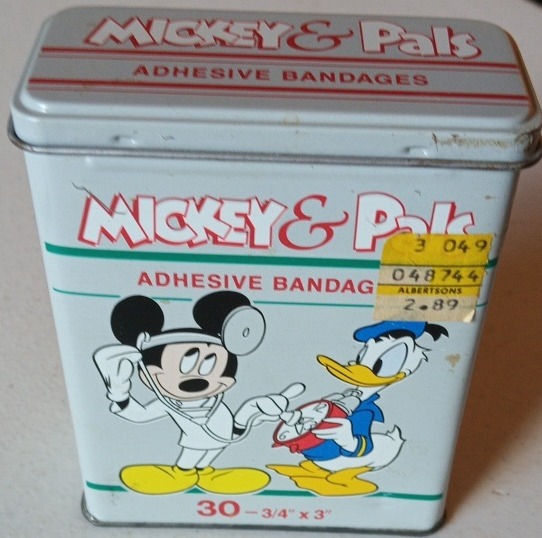 MICKEY & Pals
ADHESIVE BANDAGES
MICKEY & Pals
ADHESIVE BANDAG
3 049
048744
ALBERTSONS
2.89
30 - 3/4" x 3"